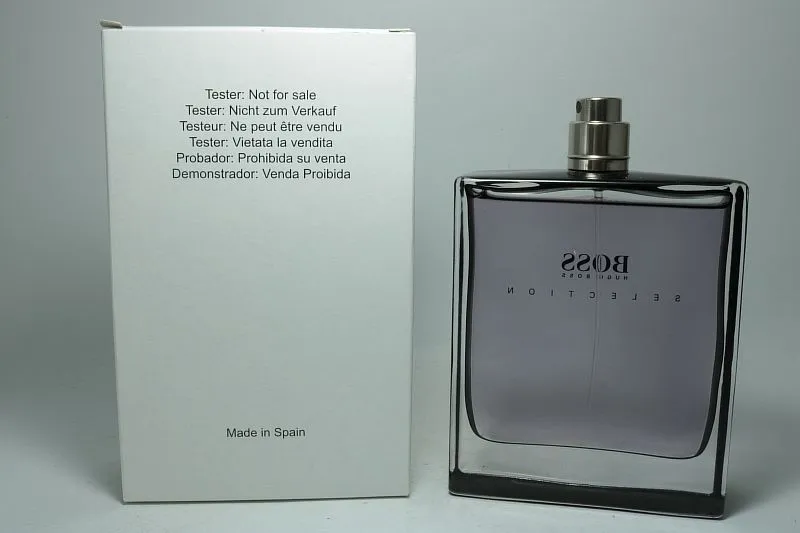 Tester: Not for sale
Tester: Nicht zum Verkauf
Testeur: Ne peut être vendu
Tester: Vietata la vendita
Probador: Prohibida su venta
Demonstrador: Venda Proibida
Made in Spain
BOSS
HUGO BOSS
SELECTION